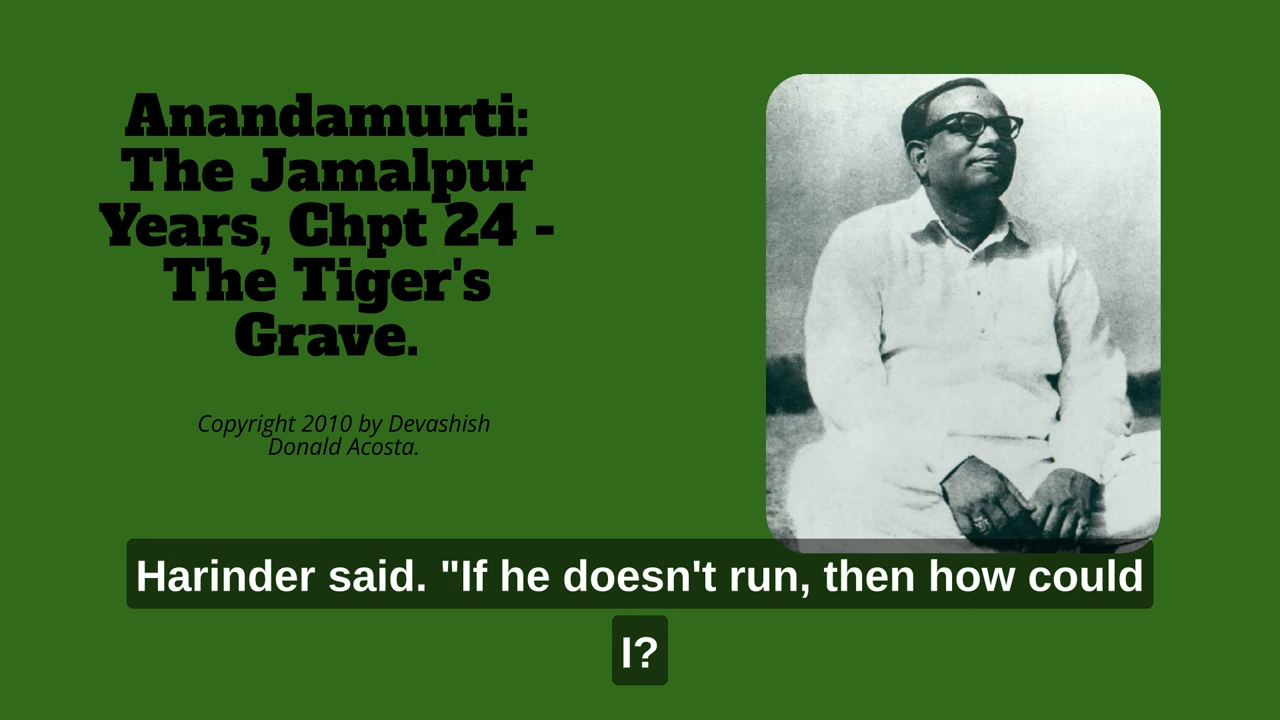 Anandamurti:
The Jamalpur
Years, Chpt 24 -
The Tiger's
Grave.
Copyright 2010 by Devashish
Donald Acosta.
Harinder said. "If he doesn't run, then how could
I?